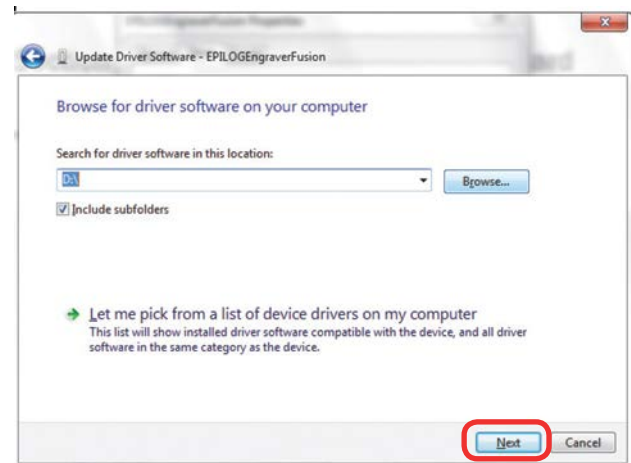 Update Driver Software - EPILOGEngraverFusion
Browse for driver software on your computer
Search for driver software in this location:
D:\
Browse...
Include subfolders
Let me pick from a list of device drivers on my computer
This list will show installed driver software compatible with the device, and all driver
software in the same category as the device.
Next
Cancel